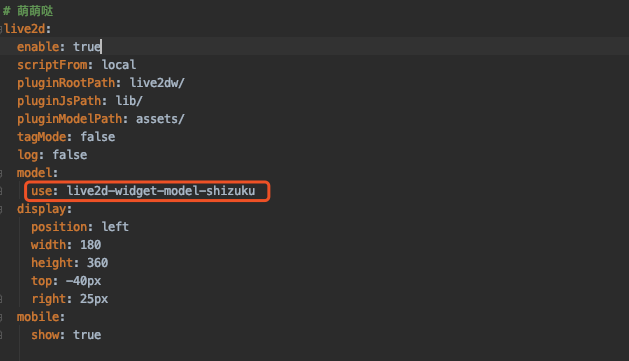 # 萌萌哒
live2d:
enable: true
scriptFrom: local
pluginRootPath: live2dw/
pluginJsPath: lib/
pluginModelPath: assets/
tagMode: false
log: false
model:
use: live2d-widget-model-shizuku
display:
position: left
width: 180
height: 360
top: -40px
right: 25px
mobile:
show: true